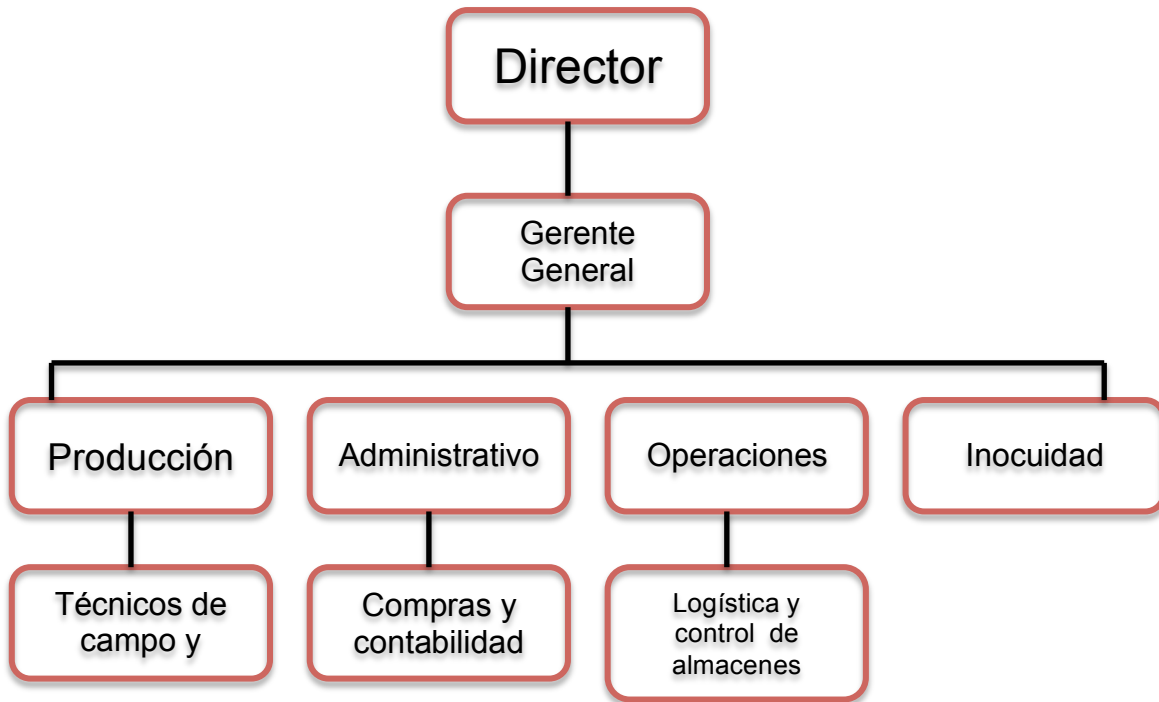 Director
Gerente
General
Producción
Administrativo
Operaciones
Inocuidad
Técnicos de
campo y
Compras y
contabilidad
Logística y
control de
almacenes